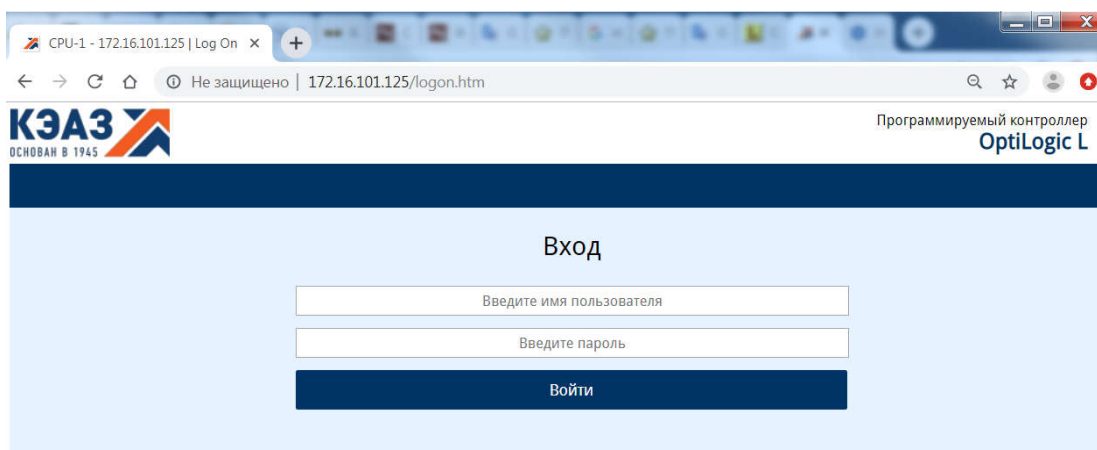 CPU-1 - 172.16.101.125 | Log On
Не защищено | 172.16.101.125/logon.htm
КЭАЗ
ОСНОВАН В 1945
Программируемый контроллер
OptiLogic L
Вход
Введите имя пользователя
Введите пароль
Войти